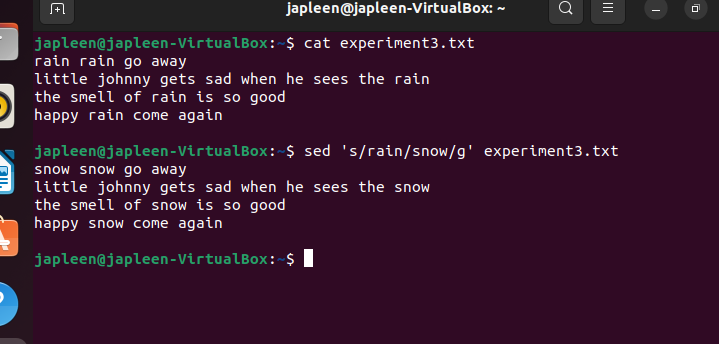 japleen@japleen-VirtualBox: ~
japleen@japleen-VirtualBox:~$ cat experiment3.txt
rain rain go away
little johnny gets sad when he sees the rain
the smell of rain is so good
happy rain come again
japleen@japleen-VirtualBox:~$ sed 's/rain/snow/g' experiment3.txt
snow snow go away
little johnny gets sad when he sees the snow
the smell of snow is so good
happy snow come again
japleen@japleen-VirtualBox:~$